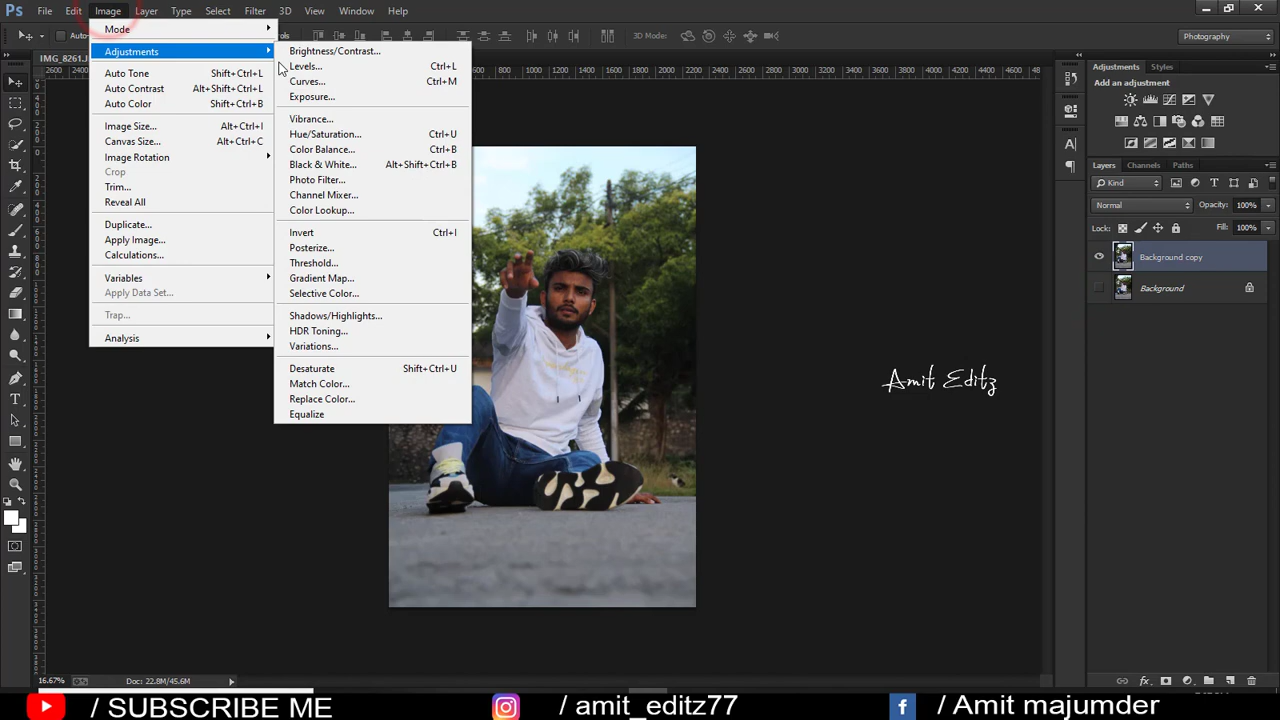 Ps File Edit Image Layer Type Select Filter 3D View Window Help
3D Mode:
Photography
IMG_8261.J
Mode
Adjustments
Auto Tone Shift+Ctrl+L
Auto Contrast Alt+Shift+Ctrl+L
Auto Color Shift+Ctrl+B
Image Size... Alt+Ctrl+I
Canvas Size... Alt+Ctrl+C
Image Rotation
Crop
Trim...
Reveal All
Duplicate...
Apply Image...
Calculations...
Variables
Apply Data Set...
Trap...
Analysis
Brightness/Contrast...
Levels... Ctrl+L
Curves... Ctrl+M
Exposure...
Vibrance...
Hue/Saturation... Ctrl+U
Color Balance... Ctrl+B
Black & White... Alt+Shift+Ctrl+B
Photo Filter...
Channel Mixer...
Color Lookup...
Invert Ctrl+I
Posterize...
Threshold...
Gradient Map...
Selective Color...
Shadows/Highlights...
HDR Toning...
Variations...
Desaturate Shift+Ctrl+U
Match Color...
Replace Color...
Equalize
Adjustments Styles
Add an adjustment
Layers Channels Paths
Kind
Normal Opacity: 100%
Lock: Fill: 100%
Background copy
Background
Amit Editz
16.67% Doc: 22.8M/45.6M
/ SUBSCRIBE ME / amit_editz77 / Amit majumder